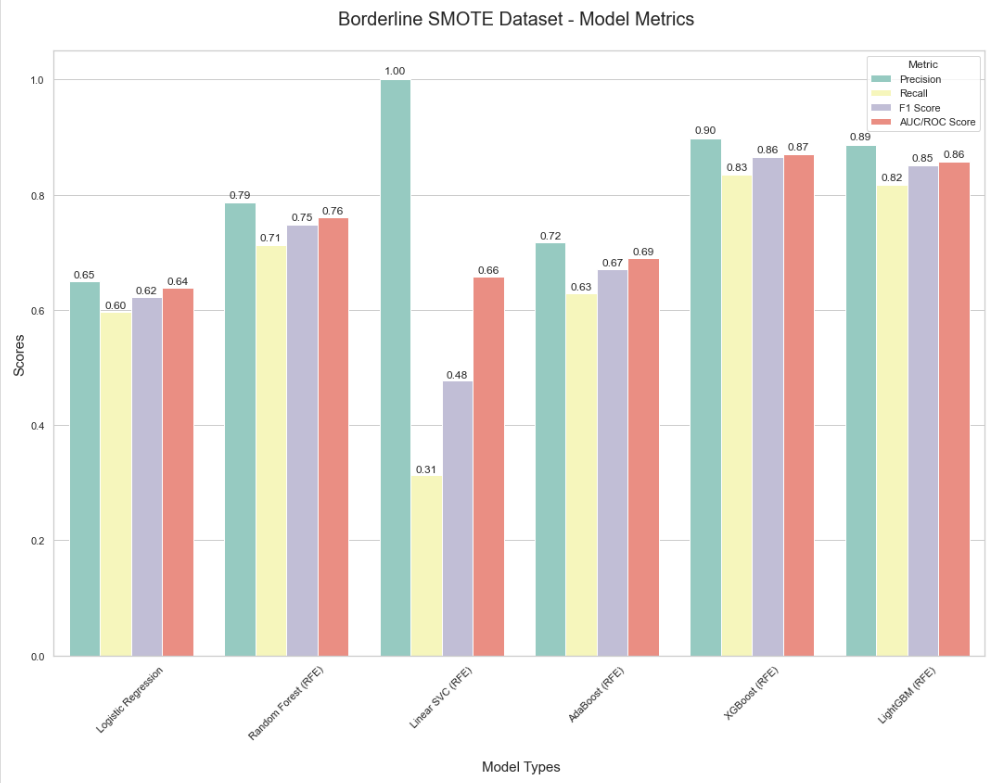 Borderline SMOTE Dataset - Model Metrics
Metric
Precision
Recall
F1 Score
AUC/ROC Score
Scores
1.0
0.8
0.6
0.4
0.2
0.0
0.65
0.60
0.62
0.64
0.79
0.71
0.75
0.76
1.00
0.31
0.48
0.66
0.72
0.63
0.67
0.69
0.90
0.83
0.86
0.87
0.89
0.82
0.85
0.86
Logistic Regression
Random Forest (RFE)
Linear SVC (RFE)
AdaBoost (RFE)
XGBoost (RFE)
LightGBM (RFE)
Model Types